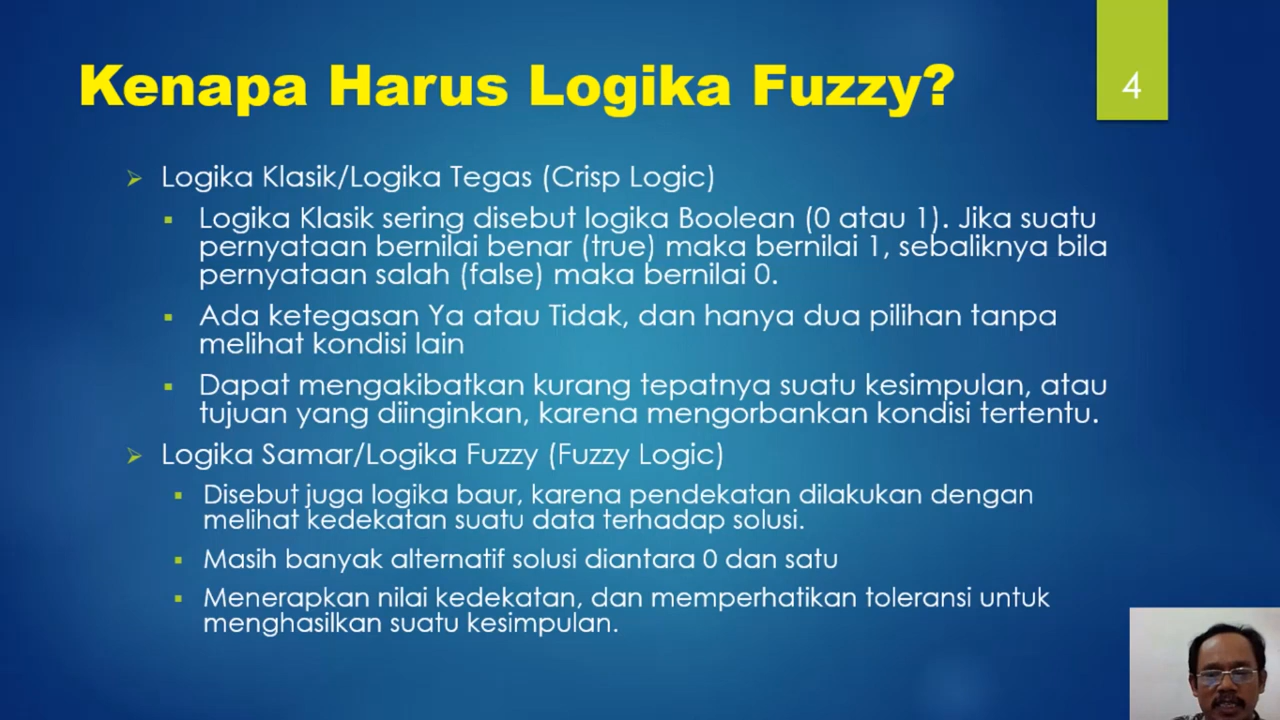 Kenapa Harus Logika Fuzzy?
4
Logika Klasik/Logika Tegas (Crisp Logic)
Logika Klasik sering disebut logika Boolean (0 atau 1). Jika suatu
pernyataan bernilai benar (true) maka bernilai 1, sebaliknya bila
pernyataan salah (false) maka bernilai 0.
Ada ketegasan Ya atau Tidak, dan hanya dua pilihan tanpa
melihat kondisi lain
Dapat mengakibatkan kurang tepatnya suatu kesimpulan, atau
tujuan yang diinginkan, karena mengorbankan kondisi tertentu.
Logika Samar/Logika Fuzzy (Fuzzy Logic)
Disebut juga logika baur, karena pendekatan dilakukan dengan
melihat kedekatan suatu data terhadap solusi.
Masih banyak alternatif solusi diantara 0 dan satu
Menerapkan nilai kedekatan, dan memperhatikan toleransi untuk
menghasilkan suatu kesimpulan.